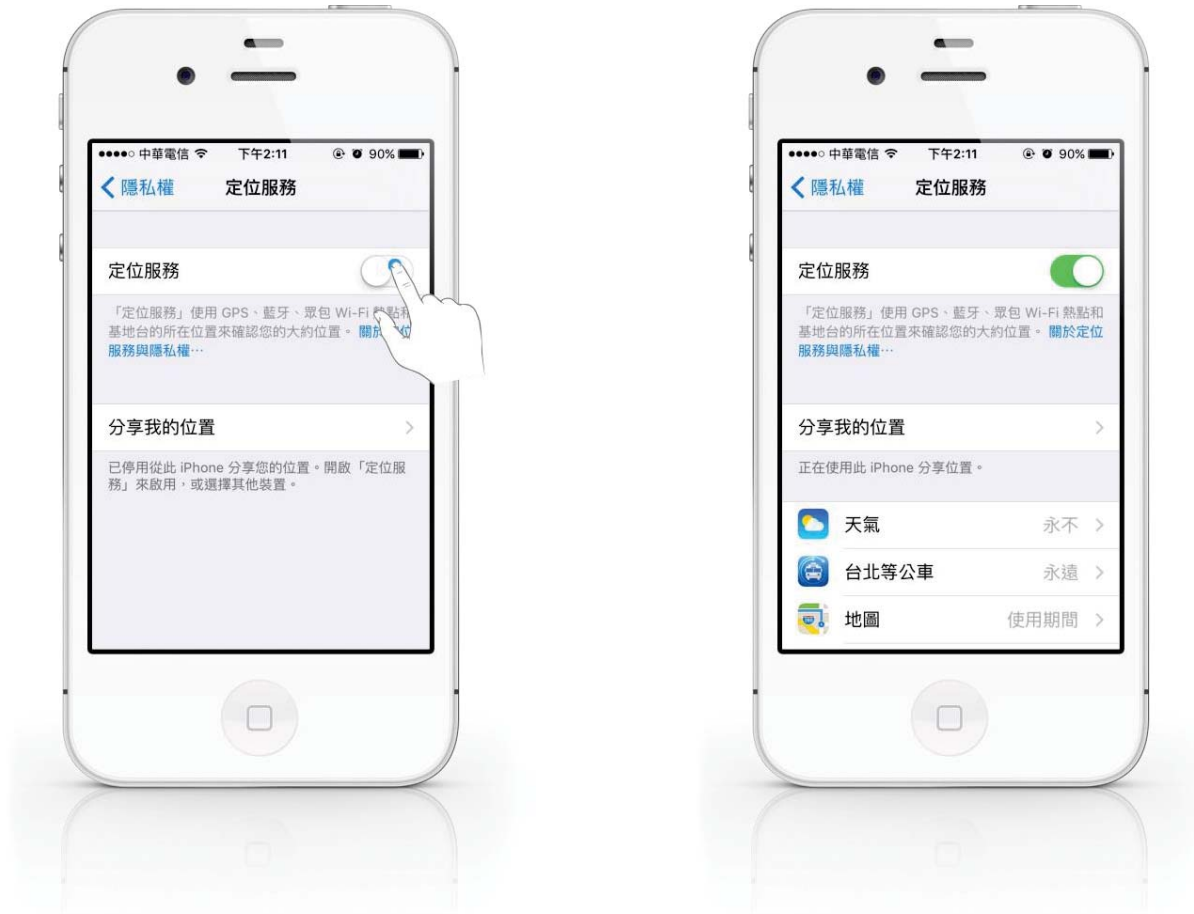 中華電信 下午2:11 90%
隱私權 定位服務
定位服務
「定位服務」使用 GPS、藍牙、眾包 Wi-Fi 熱點和
基地台的所在位置來確認您的大約位置。關於定位
服務與隱私權⋯
分享我的位置
已停用從此 iPhone 分享您的位置。開啟「定位服
務」來啟用，或選擇其他裝置。
中華電信 下午2:11 90%
隱私權 定位服務
定位服務
「定位服務」使用 GPS、藍牙、眾包 Wi-Fi 熱點和
基地台的所在位置來確認您的大約位置。關於定位
服務與隱私權⋯
分享我的位置
正在使用此 iPhone 分享位置。
天氣 永不
台北等公車 永遠
地圖 使用期間